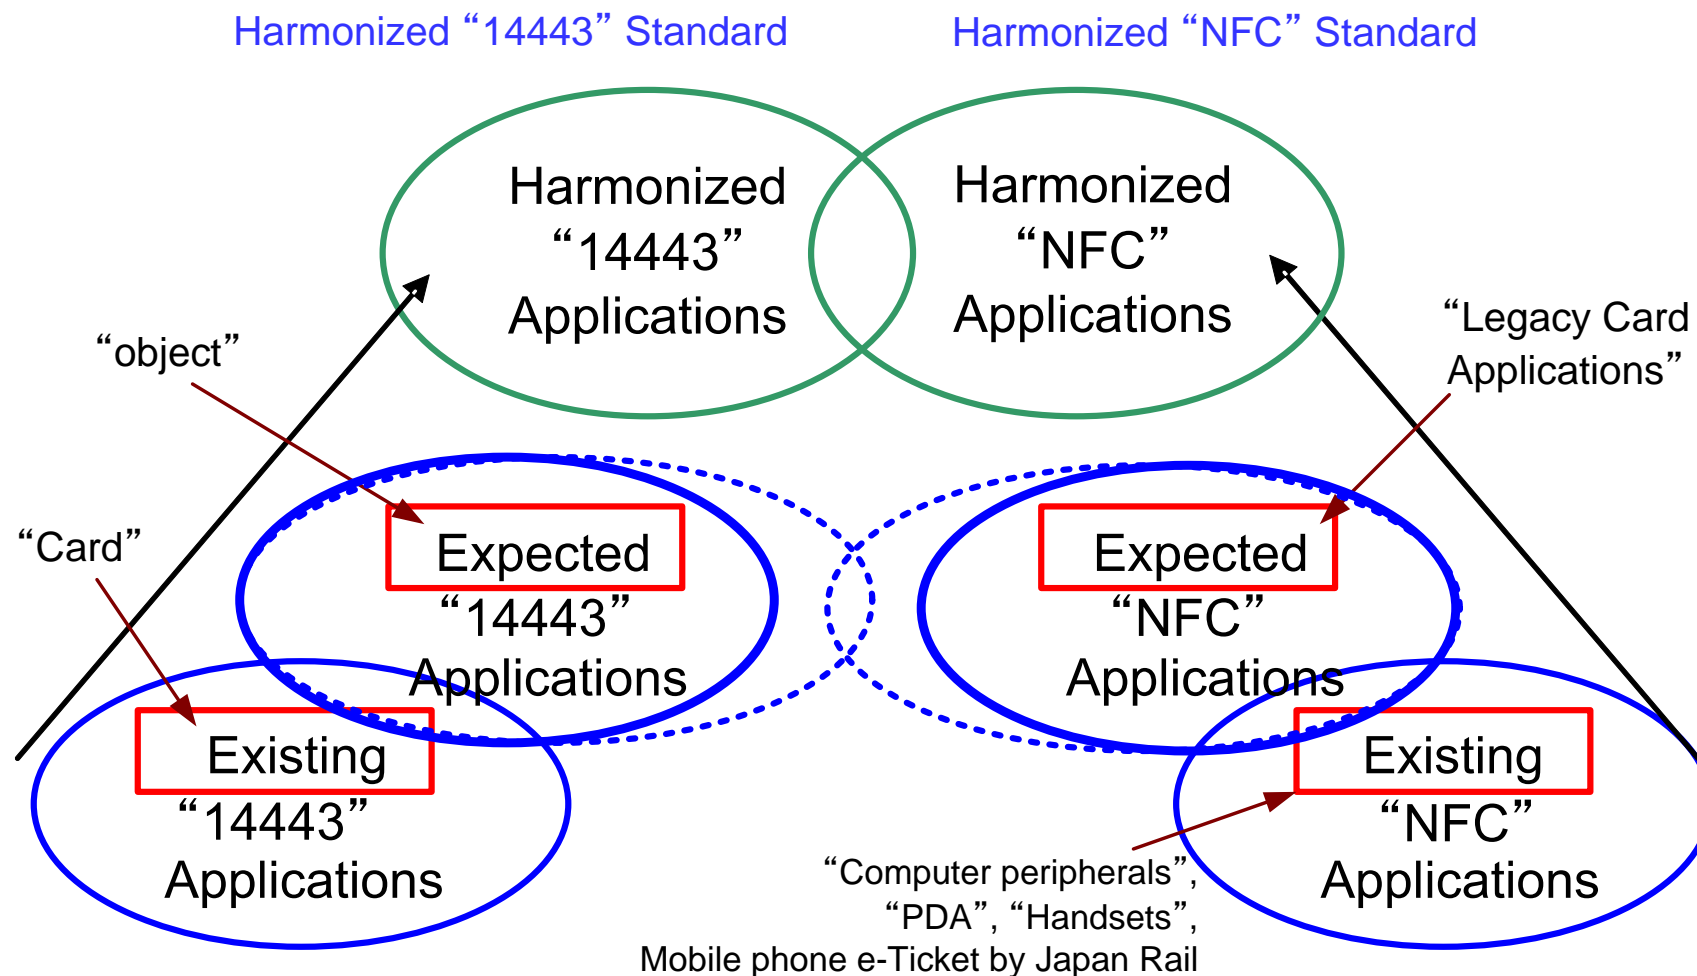 Harmonized “14443” Standard
Harmonized “NFC” Standard
Harmonized
“14443”
Applications
Harmonized
“NFC”
Applications
“object”
“Legacy Card
Applications”
“Card”
Expected
“14443”
Applications
Expected
“NFC”
Applications
Existing
“14443”
Applications
Existing
“NFC”
Applications
“Computer peripherals”,
“PDA”, “Handsets”,
Mobile phone e-Ticket by Japan Rail